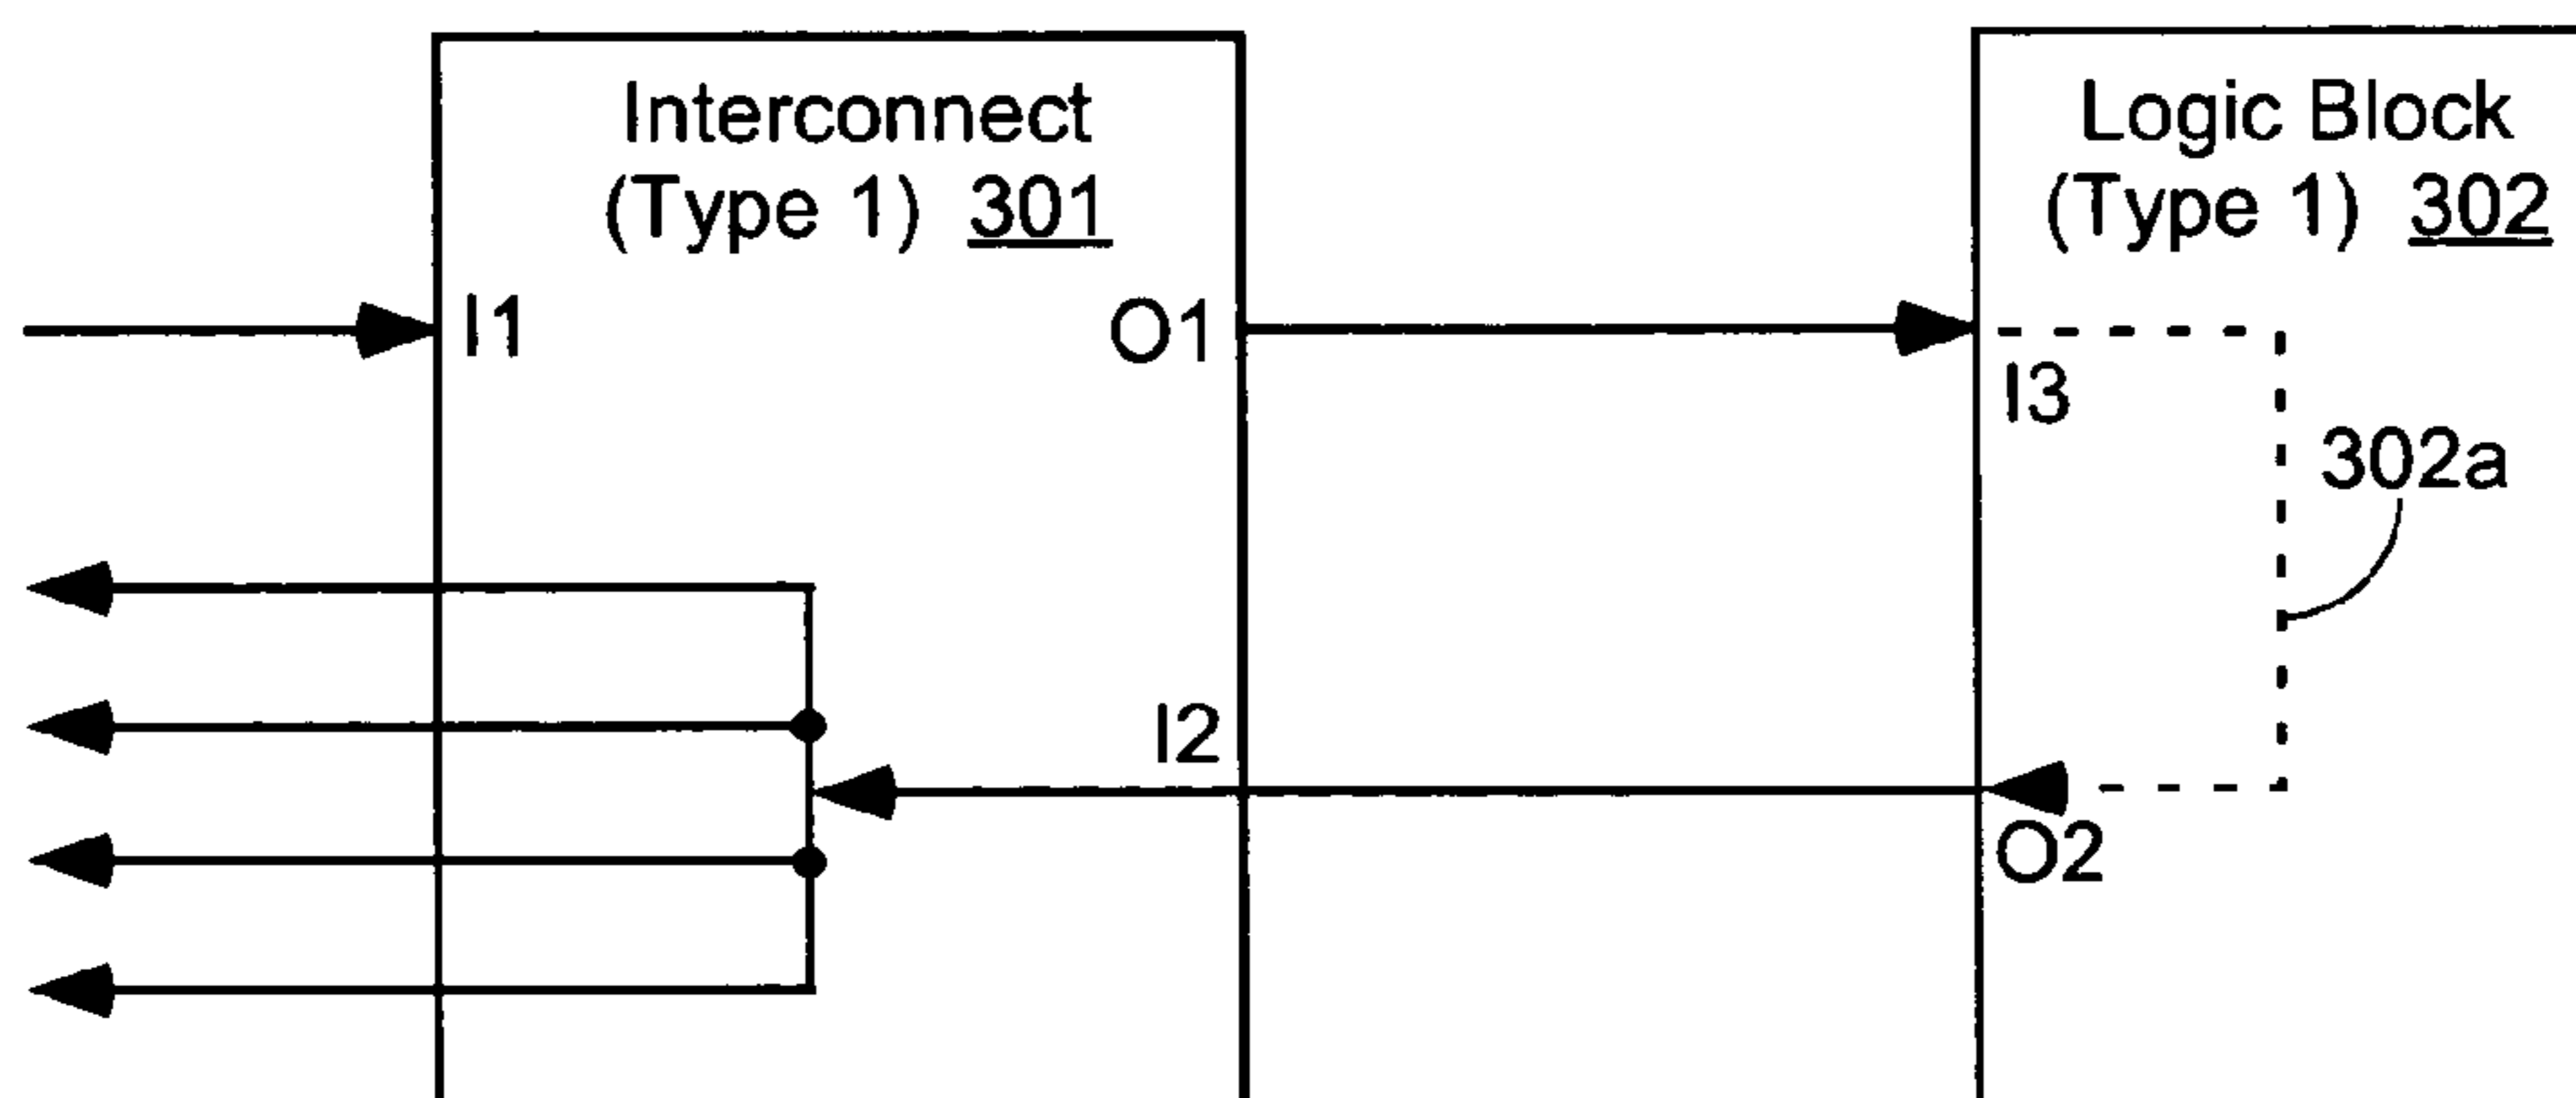 Interconnect
(Type 1) 301
Logic Block
(Type 1) 302
I1
O1
I3
302a
I2
O2